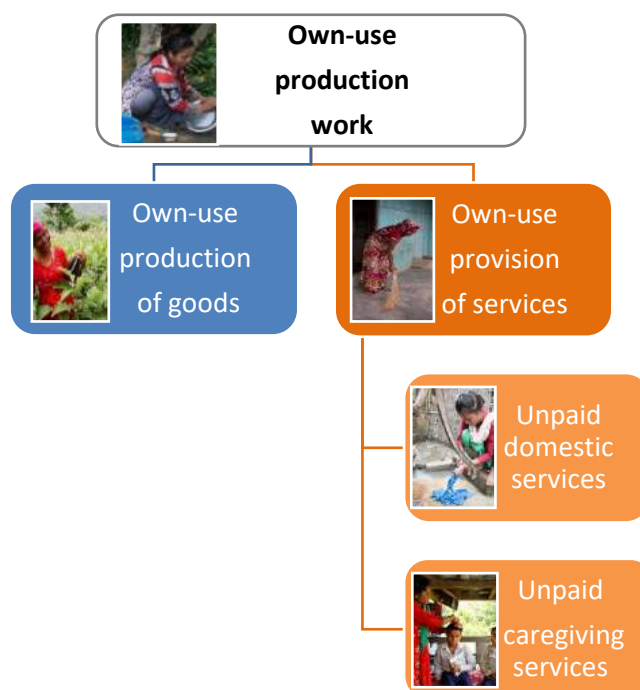 Own-use
production
work
Own-use
production
of goods
Own-use
provision
of services
Unpaid
domestic
services
Unpaid
caregiving
services